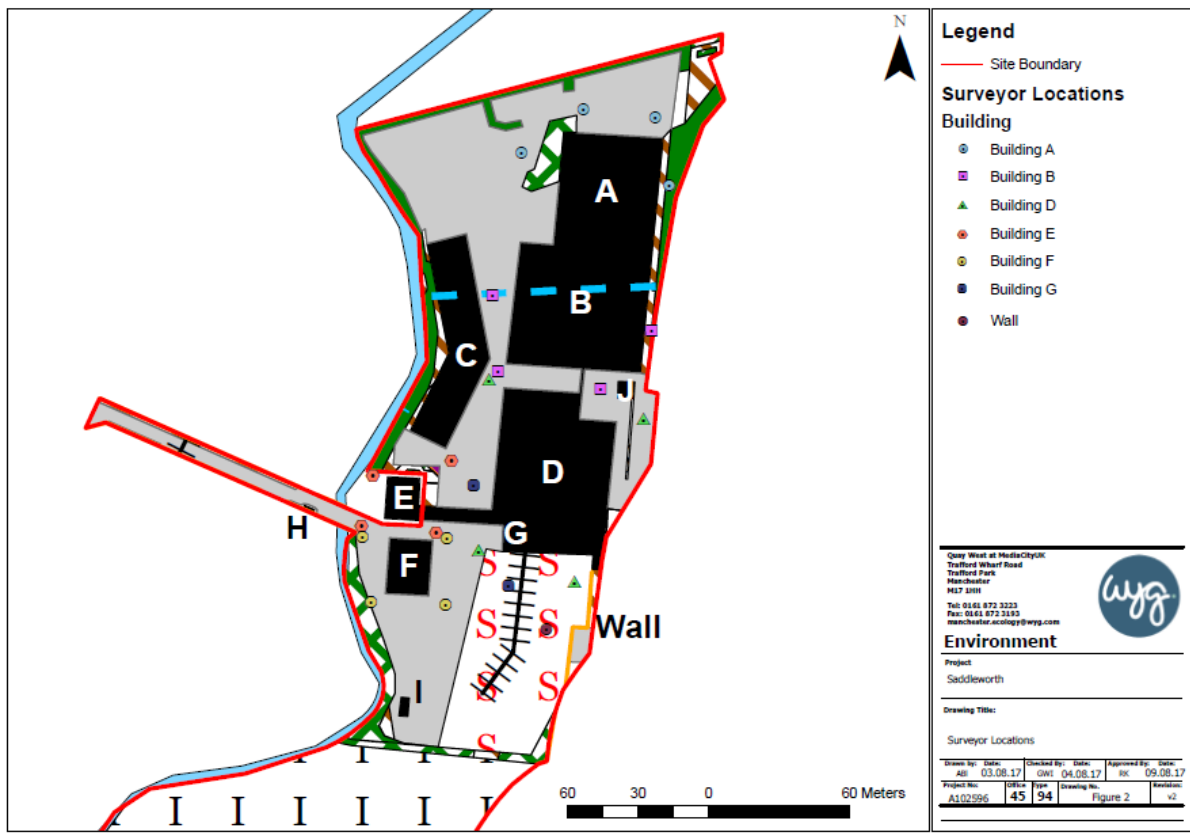 N
A
B
C
J
D
E
G
H
F
S S
S S
Wall
S S
I
S
I I I I
I I I I I I I
60 30 0 60 Meters
Legend
Site Boundary
Surveyor Locations
Building
Building A
Building B
Building D
Building E
Building F
Building G
Wall
Quay West at MediaCityUK
Trafford Wharf Road
Trafford Park
Manchester
M17 1HH
Tel: 0161 872 3223
Fax: 0161 872 3193
manchester.ecology@wyg.com
wyg.
Environment
Project
Saddleworth
Drawing Title:
Surveyor Locations
Drawn by: Date: Checked By: Date: Approved By: Date:
ABI 03.08.17 GWI 04.08.17 RK 09.08.17
Project No: Office Type Drawing No. Revision:
A102596 45 94 Figure 2 v2